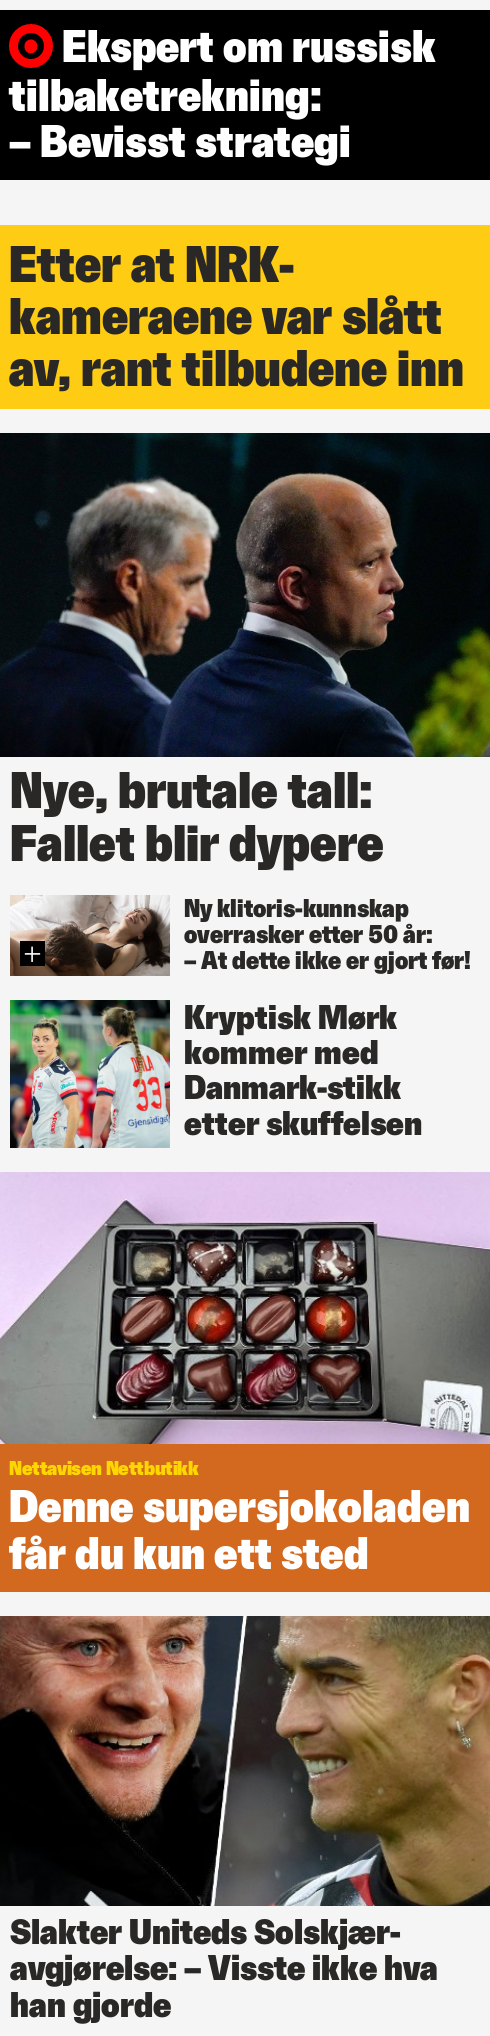 Ekspert om russisk
tilbaketrekning:
– Bevisst strategi
Etter at NRK-
kameraene var slått
av, rant tilbudene inn
Nye, brutale tall:
Fallet blir dypere
Ny klitoris-kunnskap
overrasker etter 50 år:
– At dette ikke er gjort før!
33
Gjensidige
Kryptisk Mørk
kommer med
Danmark-stikk
etter skuffelsen
NITTEDAL
Nettavisen Nettbutikk
Denne supersjokoladen
får du kun ett sted
Slakter Uniteds Solskjær-
avgjørelse: – Visste ikke hva
han gjorde